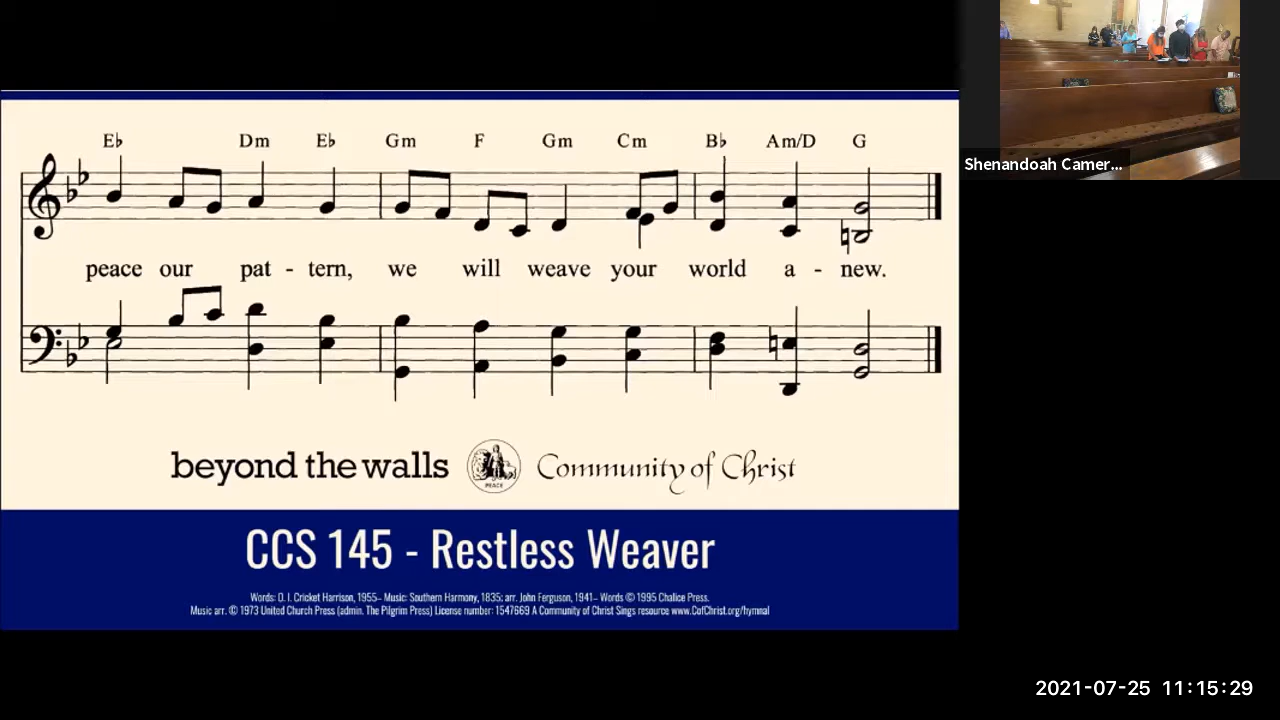 E♭ Dm E♭ Gm F Gm Cm B♭ Am/D G
peace our pat - tern, we will weave your world a - new.
beyond the walls PEACE Community of Christ
CCS 145 - Restless Weaver
Words: D. I. Cricket Harrison, 1955– Music: Southern Harmony, 1835; arr. John Ferguson, 1941– Words © 1995 Chalice Press.
Music arr. © 1973 United Church Press (admin. The Pilgrim Press) License number: 1547669 A Community of Christ Sings resource www.CofChrist.org/hymnal
Shenandoah Camer...
2021-07-25 11:15:29